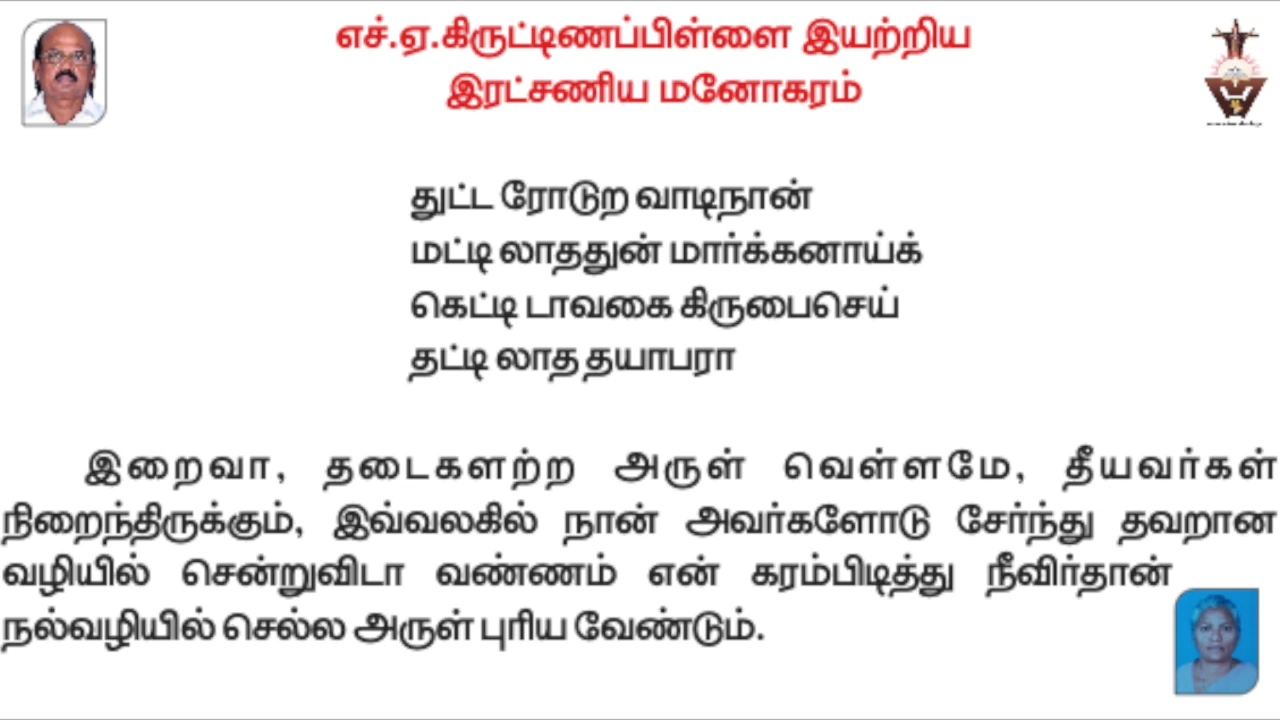 எச்.ஏ.கிருட்டிணப்பிள்ளை இயற்றிய
இரட்சணிய மனோகரம்
துட்ட ரோடுற வாடிநான்
மட்டி லாததுன் மார்க்கனாய்க்
கெட்டி டாவகை கிருபைசெய்
தட்டி லாத தயாபரா
இறைவா, தடைகளற்ற அருள் வெள்ளமே, தீயவர்கள்
நிறைந்திருக்கும், இவ்வலகில் நான் அவர்களோடு சேர்ந்து தவறான
வழியில் சென்றுவிடா வண்ணம் என் கரம்பிடித்து நீவிர்தான்
நல்வழியில் செல்ல அருள் புரிய வேண்டும்.